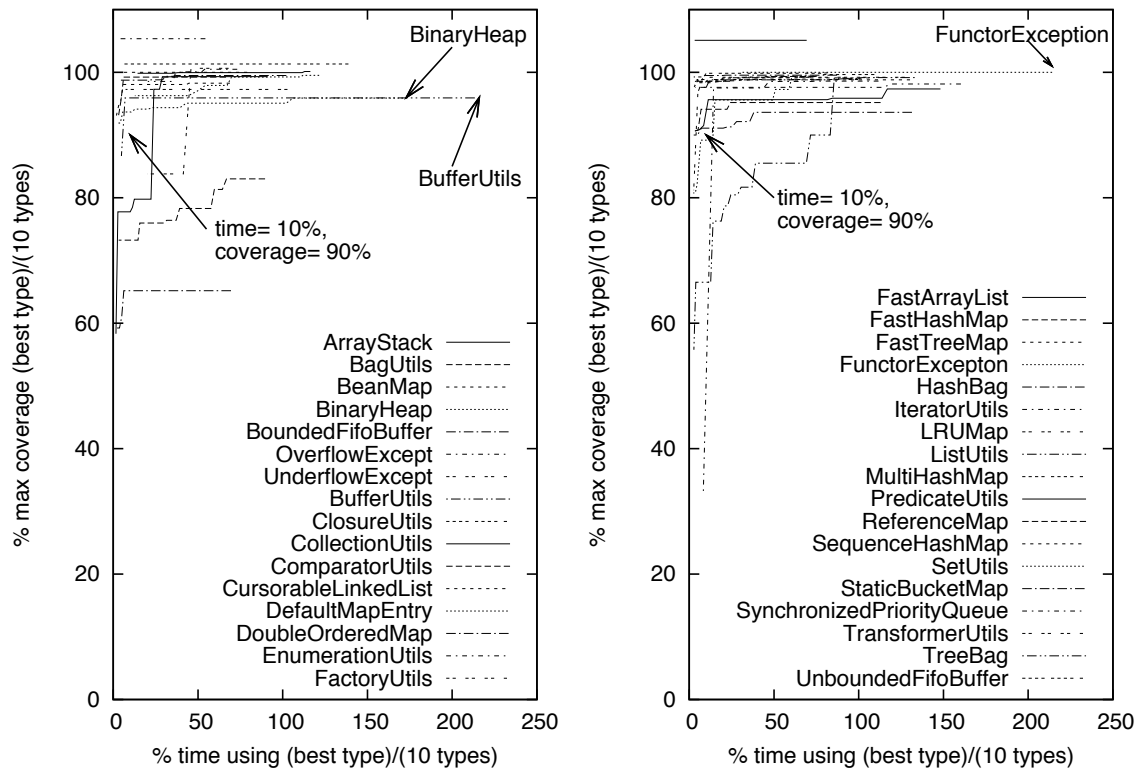 % max coverage (best type)/(10 types)
100
80
60
40
20
0
0 50 100 150 200 250
% time using (best type)/(10 types)
BinaryHeap
BufferUtils
time= 10%,
coverage= 90%
ArrayStack
BagUtils
BeanMap
BinaryHeap
BoundedFifoBuffer
OverflowExcept
UnderflowExcept
BufferUtils
ClosureUtils
CollectionUtils
ComparatorUtils
CursorableLinkedList
DefaultMapEntry
DoubleOrderedMap
EnumerationUtils
FactoryUtils
% max coverage (best type)/(10 types)
100
80
60
40
20
0
0 50 100 150 200 250
% time using (best type)/(10 types)
FunctorException
time= 10%,
coverage= 90%
FastArrayList
FastHashMap
FastTreeMap
FunctorExcepton
HashBag
IteratorUtils
LRUMap
ListUtils
MultiHashMap
PredicateUtils
ReferenceMap
SequenceHashMap
SetUtils
StaticBucketMap
SynchronizedPriorityQueue
TransformerUtils
TreeBag
UnboundedFifoBuffer